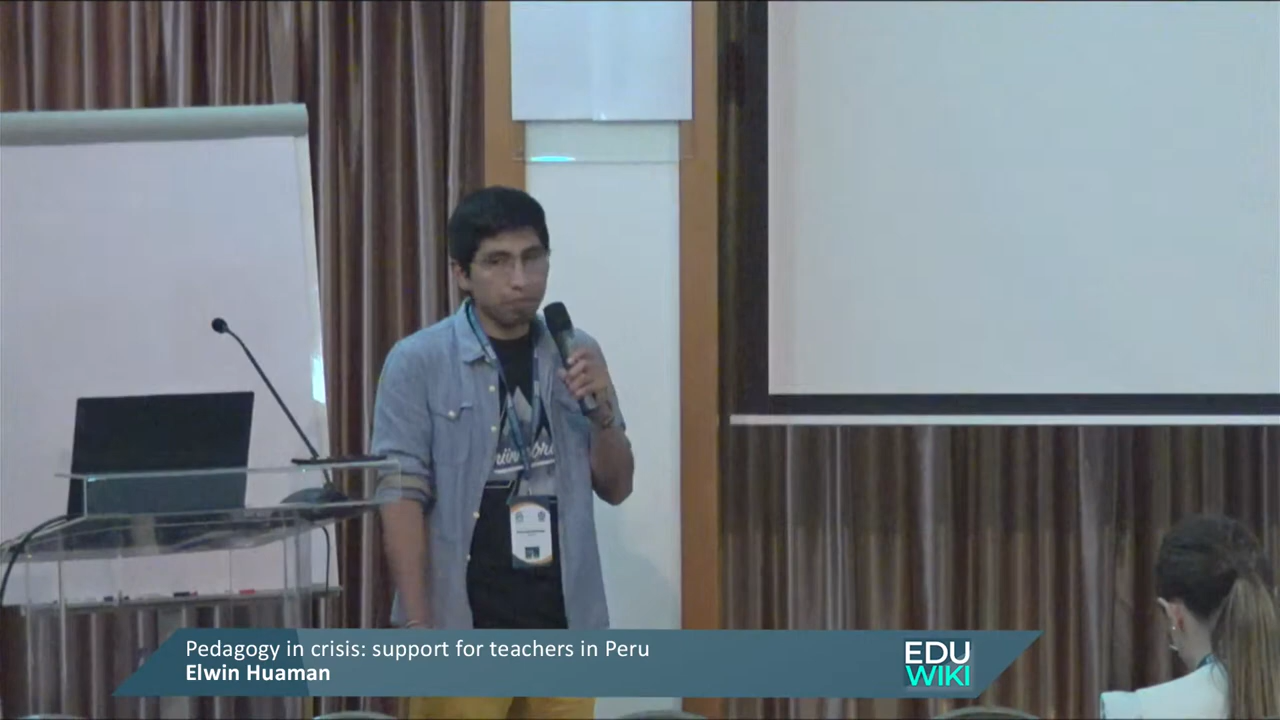 Pedagogy in crisis: support for teachers in Peru
Elwin Huaman
EDU
WIKI